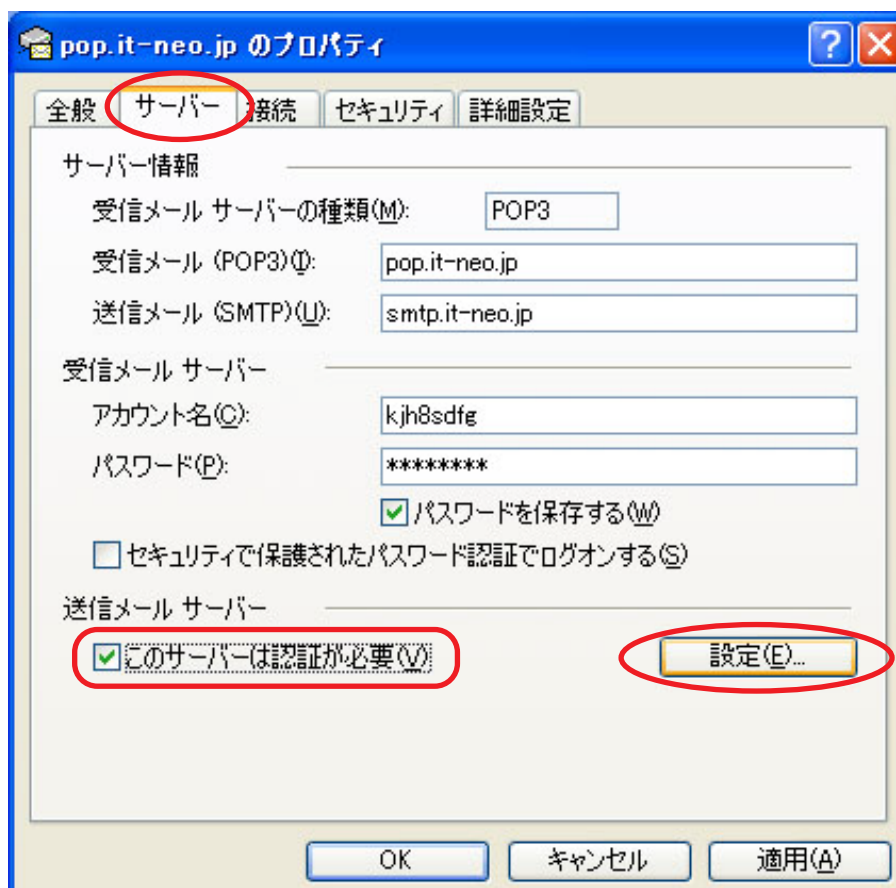 pop.it-neo.jp のプロパティ
全般 サーバー 接続 セキュリティ 詳細設定
サーバー情報
受信メール サーバーの種類(M): POP3
受信メール (POP3)(I): pop.it-neo.jp
送信メール (SMTP)(U): smtp.it-neo.jp
受信メール サーバー
アカウント名(C): kjh8sdfg
パスワード(P): ********
パスワードを保存する(W)
セキュリティで保護されたパスワード認証でログオンする(S)
送信メール サーバー
このサーバーは認証が必要(V) 設定(E)...
OK キャンセル 適用(A)